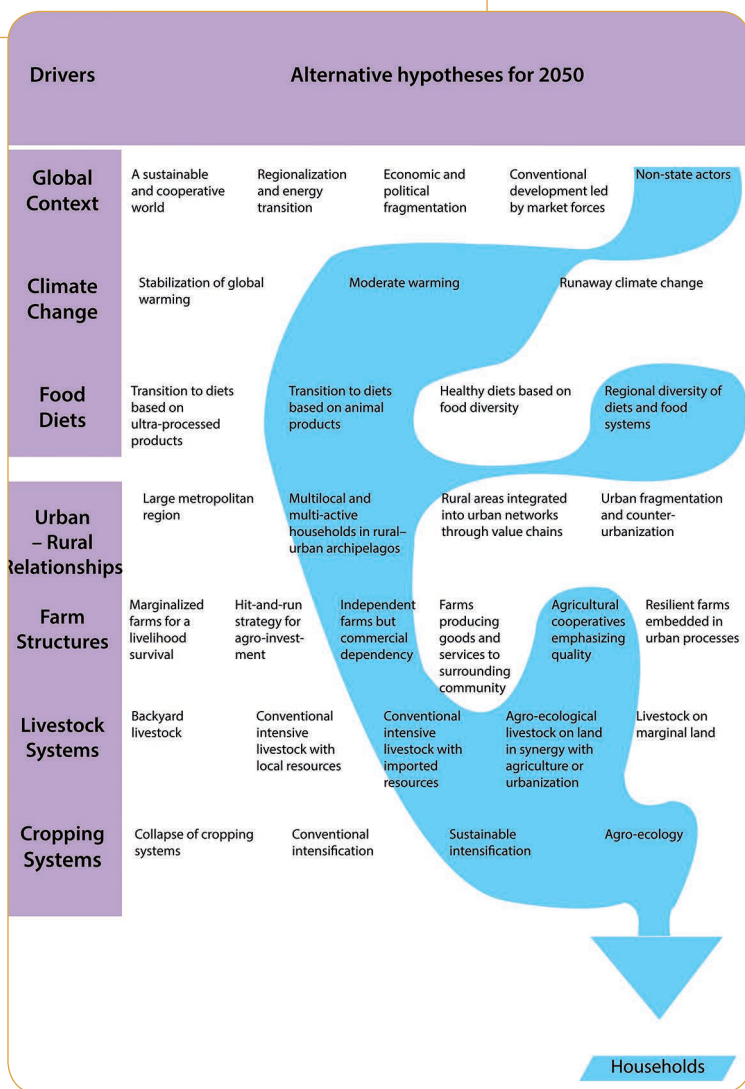 Drivers
Alternative hypotheses for 2050
Global
Context
A sustainable
and cooperative
world
Regionalization
and energy
transition
Economic and
political
fragmentation
Conventional
development led
by market forces
Non-state actors
Climate
Change
Stabilization of global
warming
Moderate warming
Runaway climate change
Food
Diets
Transition to diets
based on
ultra-processed
products
Transition to diets
based on animal
products
Healthy diets based on
food diversity
Regional diversity of
diets and food
systems
Urban
– Rural
Relationships
Large metropolitan
region
Multilocal and
multi-active
households in rural–
urban archipelagos
Rural areas integrated
into urban networks
through value chains
Urban fragmentation
and counter-
urbanization
Farm
Structures
Marginalized
farms for a
livelihood
survival
Hit-and-run
strategy for
agro-invest-
ment
Independent
farms but
commercial
dependency
Farms
producing
goods and
services to
surrounding
community
Agricultural
cooperatives
emphasizing
quality
Resilient farms
embedded in
urban processes
Livestock
Systems
Backyard
livestock
Conventional
intensive
livestock with
local resources
Conventional
intensive
livestock with
imported
resources
Agro-ecological
livestock on land
in synergy with
agriculture or
urbanization
Livestock on
marginal land
Cropping
Systems
Collapse of cropping
systems
Conventional
intensification
Sustainable
intensification
Agro-ecology
Households